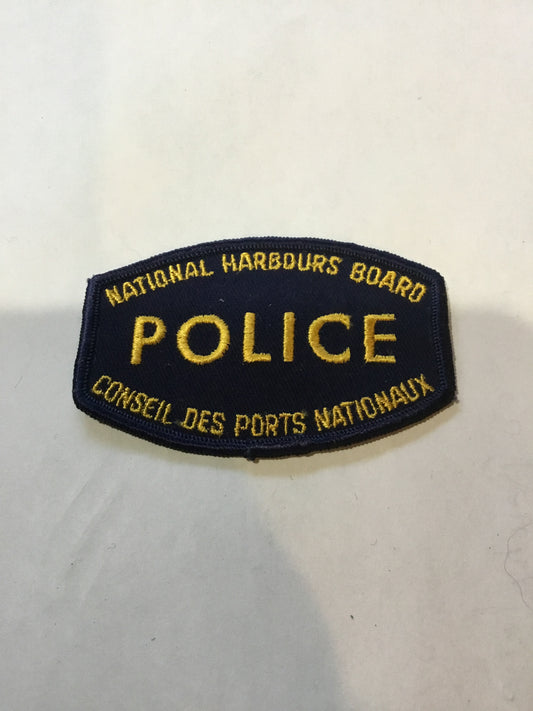 NATIONAL HARBOURS BOARD
POLICE
CONSEIL DES PORTS NATIONAUX